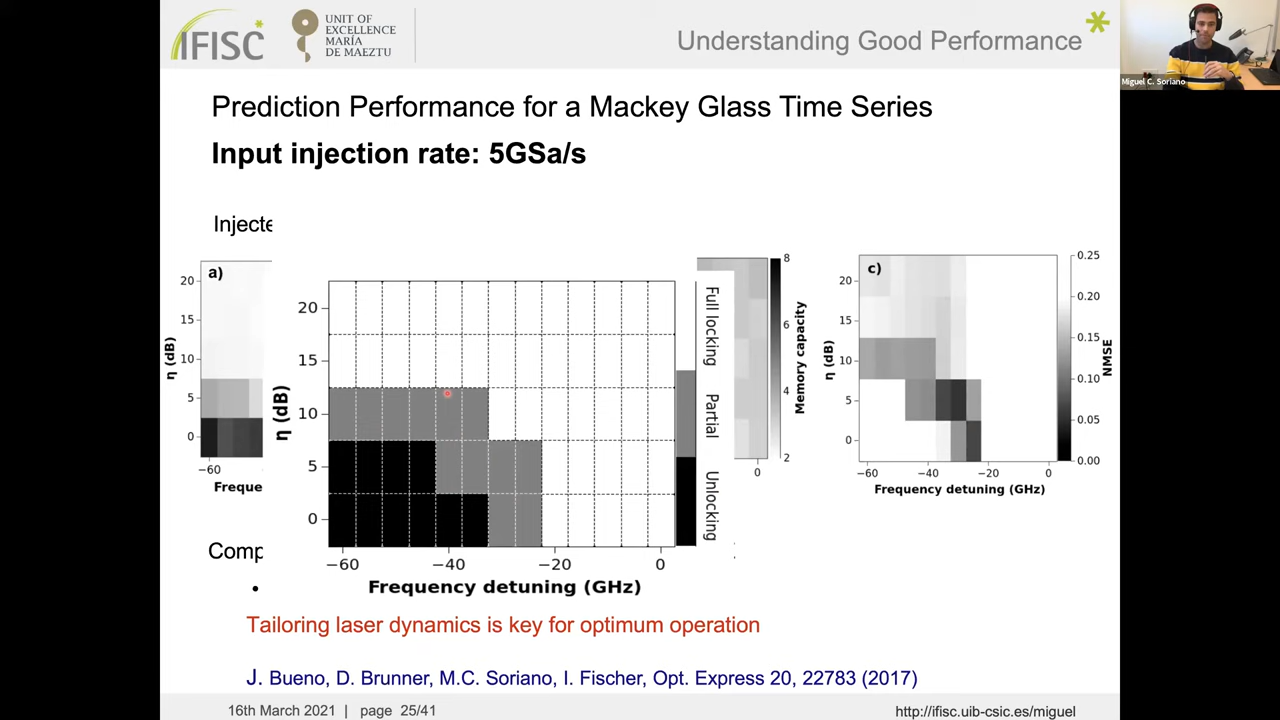 IFISC
UNIT OF
EXCELLENCE
MARÍA
DE MAEZTU
Understanding Good Performance
Miguel C. Soriano
Prediction Performance for a Mackey Glass Time Series
Input injection rate: 5GSa/s
Injecte
a)
20
15
10
5
0
η (dB)
−60
Freque
20
15
10
5
0
η (dB)
−60
−40
−20
0
Frequency detuning (GHz)
Full locking
Partial
Unlocking
8
6
4
2
Memory capacity
0
c)
20
15
10
5
0
η (dB)
−60
−40
−20
0
Frequency detuning (GHz)
0.25
0.20
0.15
0.10
0.05
0.00
NMSE
Comp
•
Tailoring laser dynamics is key for optimum operation
J. Bueno, D. Brunner, M.C. Soriano, I. Fischer, Opt. Express 20, 22783 (2017)
16th March 2021 | page 25/41
http://ifisc.uib-csic.es/miguel